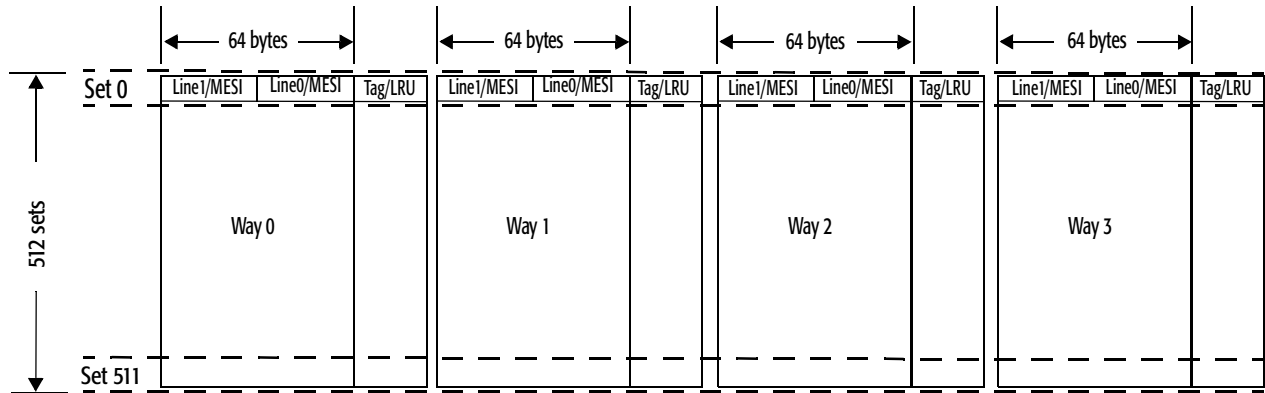 64 bytes 64 bytes 64 bytes 64 bytes
Set 0 Line1/MESI Line0/MESI Tag/LRU Line1/MESI Line0/MESI Tag/LRU Line1/MESI Line0/MESI Tag/LRU Line1/MESI Line0/MESI Tag/LRU
512 sets
Way 0 Way 1 Way 2 Way 3
Set 511